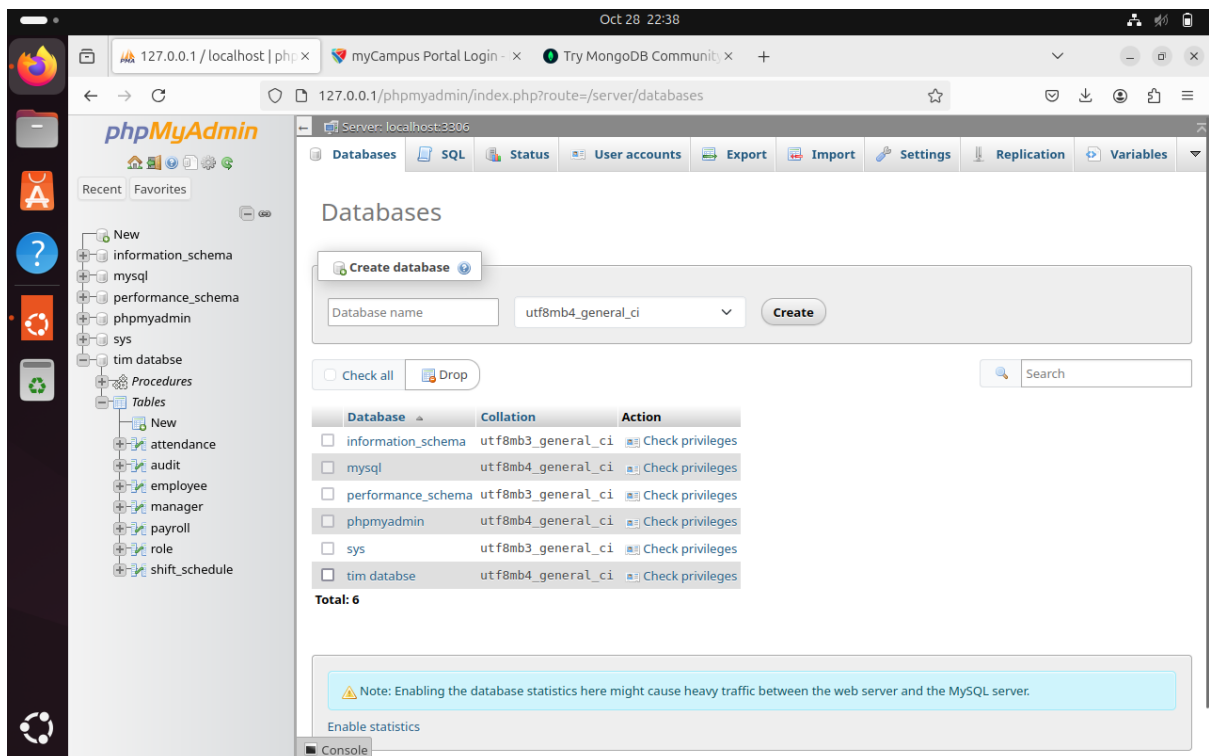 Oct 28 22:38
127.0.0.1 / localhost | php
myCampus Portal Login -
Try MongoDB Community
127.0.0.1/phpmyadmin/index.php?route=/server/databases
phpMyAdmin
Recent Favorites
New
information_schema
mysql
performance_schema
phpmyadmin
sys
tim databse
Procedures
Tables
New
attendance
audit
employee
manager
payroll
role
shift_schedule
Server: localhost:3306
Databases SQL Status User accounts Export Import Settings Replication Variables
Databases
Create database
Database name utf8mb4_general_ci Create
Check all Drop Search
Database Collation Action
information_schema utf8mb3_general_ci Check privileges
mysql utf8mb4_general_ci Check privileges
performance_schema utf8mb3_general_ci Check privileges
phpmyadmin utf8mb4_general_ci Check privileges
sys utf8mb3_general_ci Check privileges
tim databse utf8mb4_general_ci Check privileges
Total: 6
Note: Enabling the database statistics here might cause heavy traffic between the web server and the MySQL server.
Enable statistics
Console